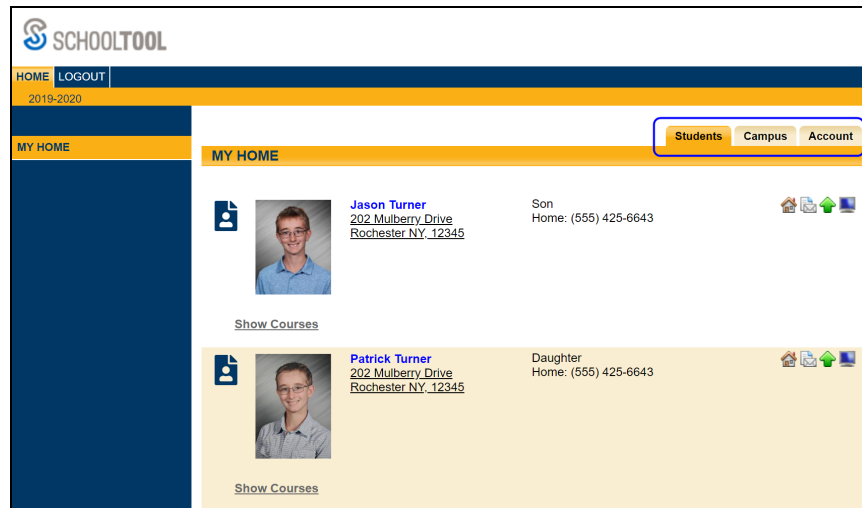 SCHOOLTOOL
HOME LOGOUT
2019-2020
Students Campus Account
MY HOME
MY HOME
Jason Turner
202 Mulberry Drive
Rochester NY, 12345
Son
Home: (555) 425-6643
Show Courses
Patrick Turner
202 Mulberry Drive
Rochester NY, 12345
Daughter
Home: (555) 425-6643
Show Courses